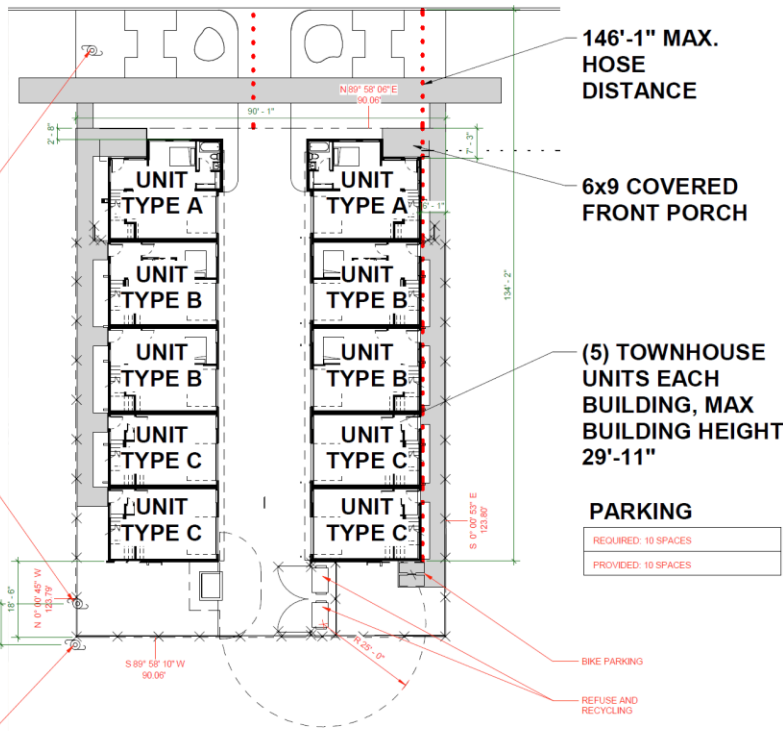 146'-1" MAX.
HOSE
DISTANCE
N 89° 58' 06" E
90.06'
90' - 1"
2' - 8"
7' - 3"
6x9 COVERED
FRONT PORCH
UNIT
TYPE A
UNIT
TYPE A
6' - 1"
UNIT
TYPE B
UNIT
TYPE B
134' - 2"
UNIT
TYPE B
UNIT
TYPE B
(5) TOWNHOUSE
UNITS EACH
BUILDING, MAX
BUILDING HEIGHT
29'-11"
UNIT
TYPE C
UNIT
TYPE C
UNIT
TYPE C
UNIT
TYPE C
S 0° 00' 53" E
123.80'
PARKING
REQUIRED: 10 SPACES
PROVIDED: 10 SPACES
18' - 6"
N 0° 00' 45" W
123.79'
S 89° 58' 10" W
90.06'
R 25' - 0"
BIKE PARKING
REFUSE AND
RECYCLING